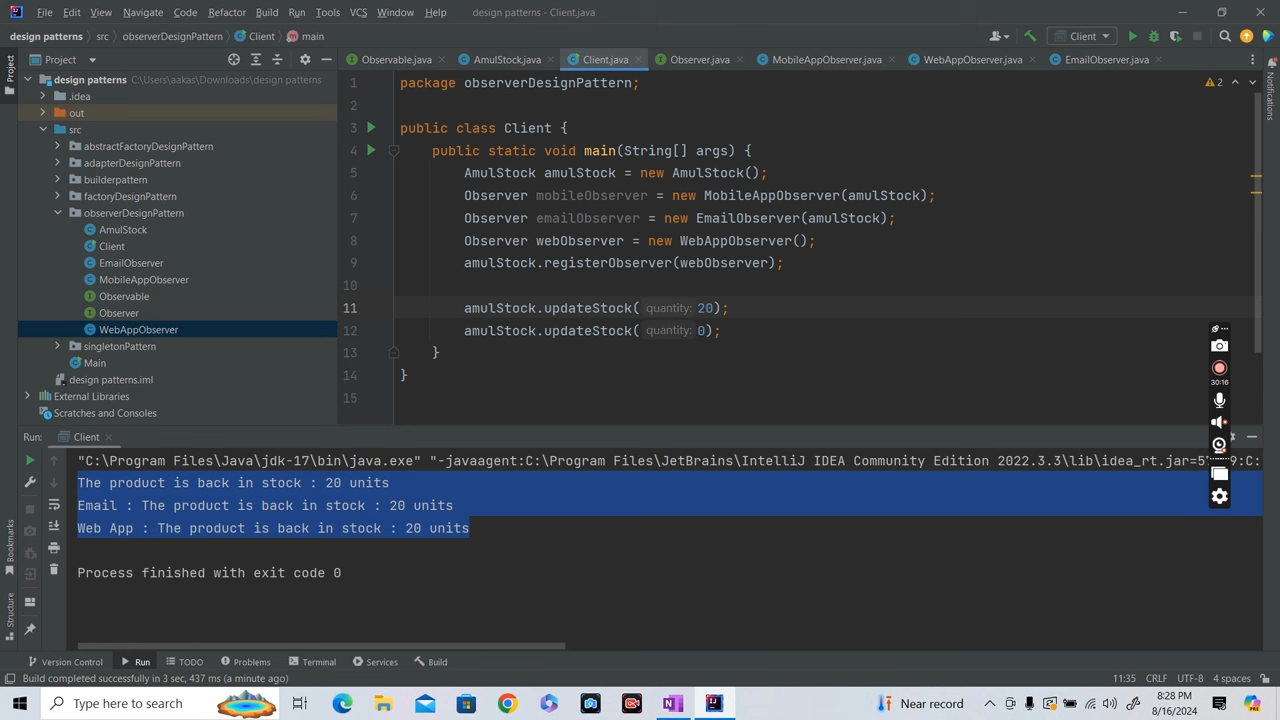 File Edit View Navigate Code Refactor Build Run Tools VCS Window Help design patterns - Client.java
design patterns src observerDesignPattern Client main Client
Project
Observable.java AmulStock.java Client.java Observer.java MobileAppObserver.java WebAppObserver.java EmailObserver.java
design patterns C:\Users\aakas\Downloads\design patterns
.idea
out
src
abstractFactoryDesignPattern
adapterDesignPattern
builderpattern
factoryDesignPattern
observerDesignPattern
AmulStock
Client
EmailObserver
MobileAppObserver
Observable
Observer
WebAppObserver
singletonPattern
Main
design patterns.iml
External Libraries
Scratches and Consoles
1 package observerDesignPattern;
2
3 public class Client {
4 public static void main(String[] args) {
5 AmulStock amulStock = new AmulStock();
6 Observer mobileObserver = new MobileAppObserver(amulStock);
7 Observer emailObserver = new EmailObserver(amulStock);
8 Observer webObserver = new WebAppObserver();
9 amulStock.registerObserver(webObserver);
10
11 amulStock.updateStock( quantity: 20);
12 amulStock.updateStock( quantity: 0);
13 }
14 }
15
2
Project
Bookmarks
Structure
Notifications
30:16
Run: Client
"C:\Program Files\Java\jdk-17\bin\java.exe" "-javaagent:C:\Program Files\JetBrains\IntelliJ IDEA Community Edition 2022.3.3\lib\idea_rt.jar=
The product is back in stock : 20 units
Email : The product is back in stock : 20 units
Web App : The product is back in stock : 20 units
Process finished with exit code 0
Version Control Run TODO Problems Terminal Services Build
Build completed successfully in 3 sec, 437 ms (a minute ago) 11:35 CRLF UTF-8 4 spaces
Type here to search Near record 8:28 PM
8/16/2024